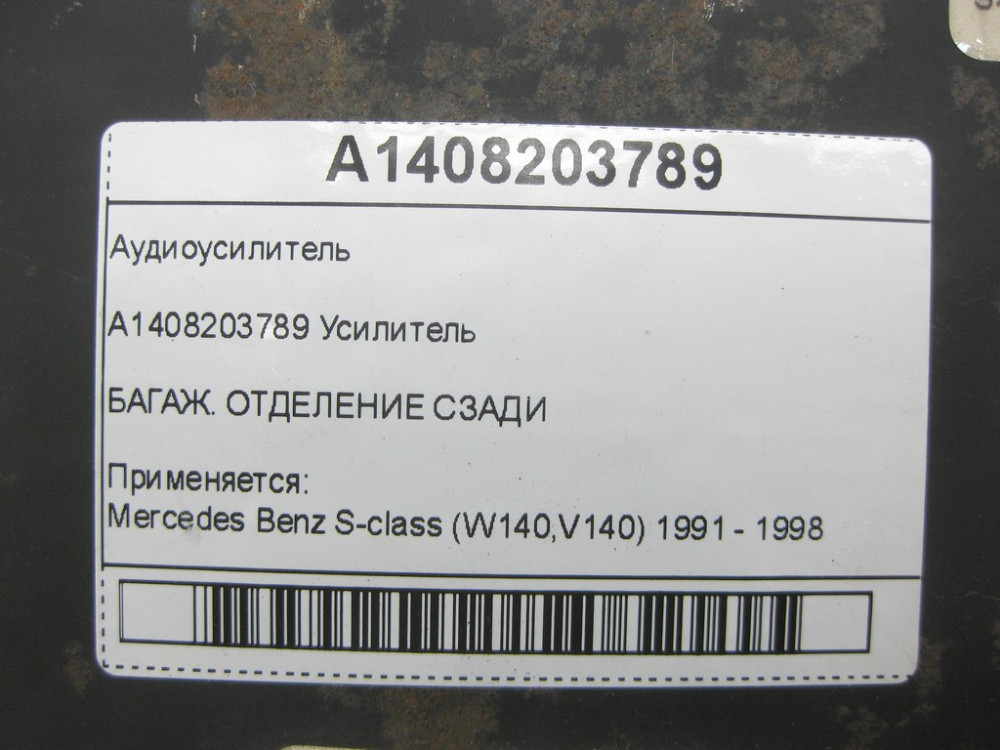 A1408203789
Аудиоусилитель
A1408203789 Усилитель
БАГАЖ. ОТДЕЛЕНИЕ СЗАДИ
Применяется:
Mercedes Benz S-class (W140,V140) 1991 - 1998